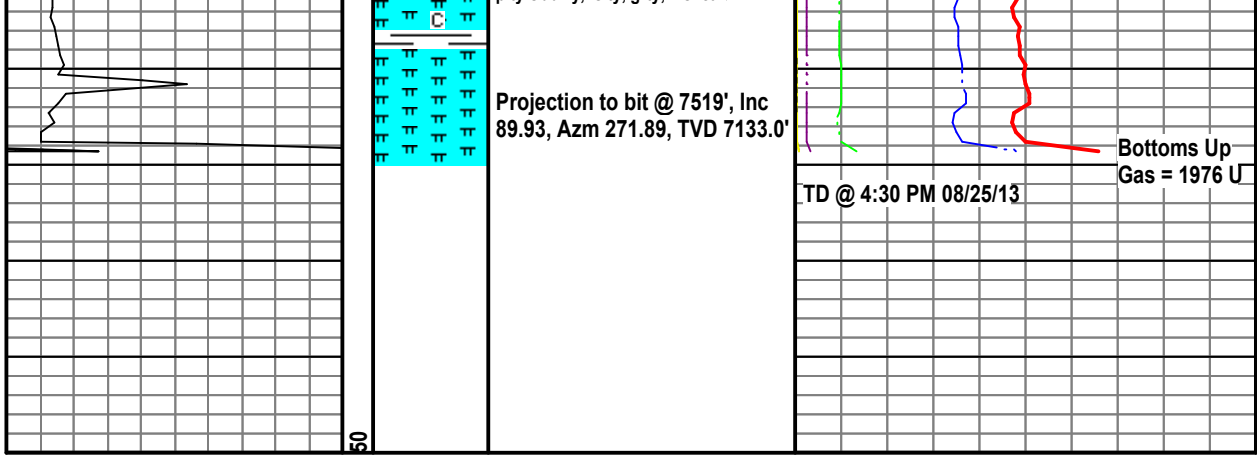 C
Projection to bit @ 7519', Inc
89.93, Azm 271.89, TVD 7133.0'
Bottoms Up
Gas = 1976 U
TD @ 4:30 PM 08/25/13
50